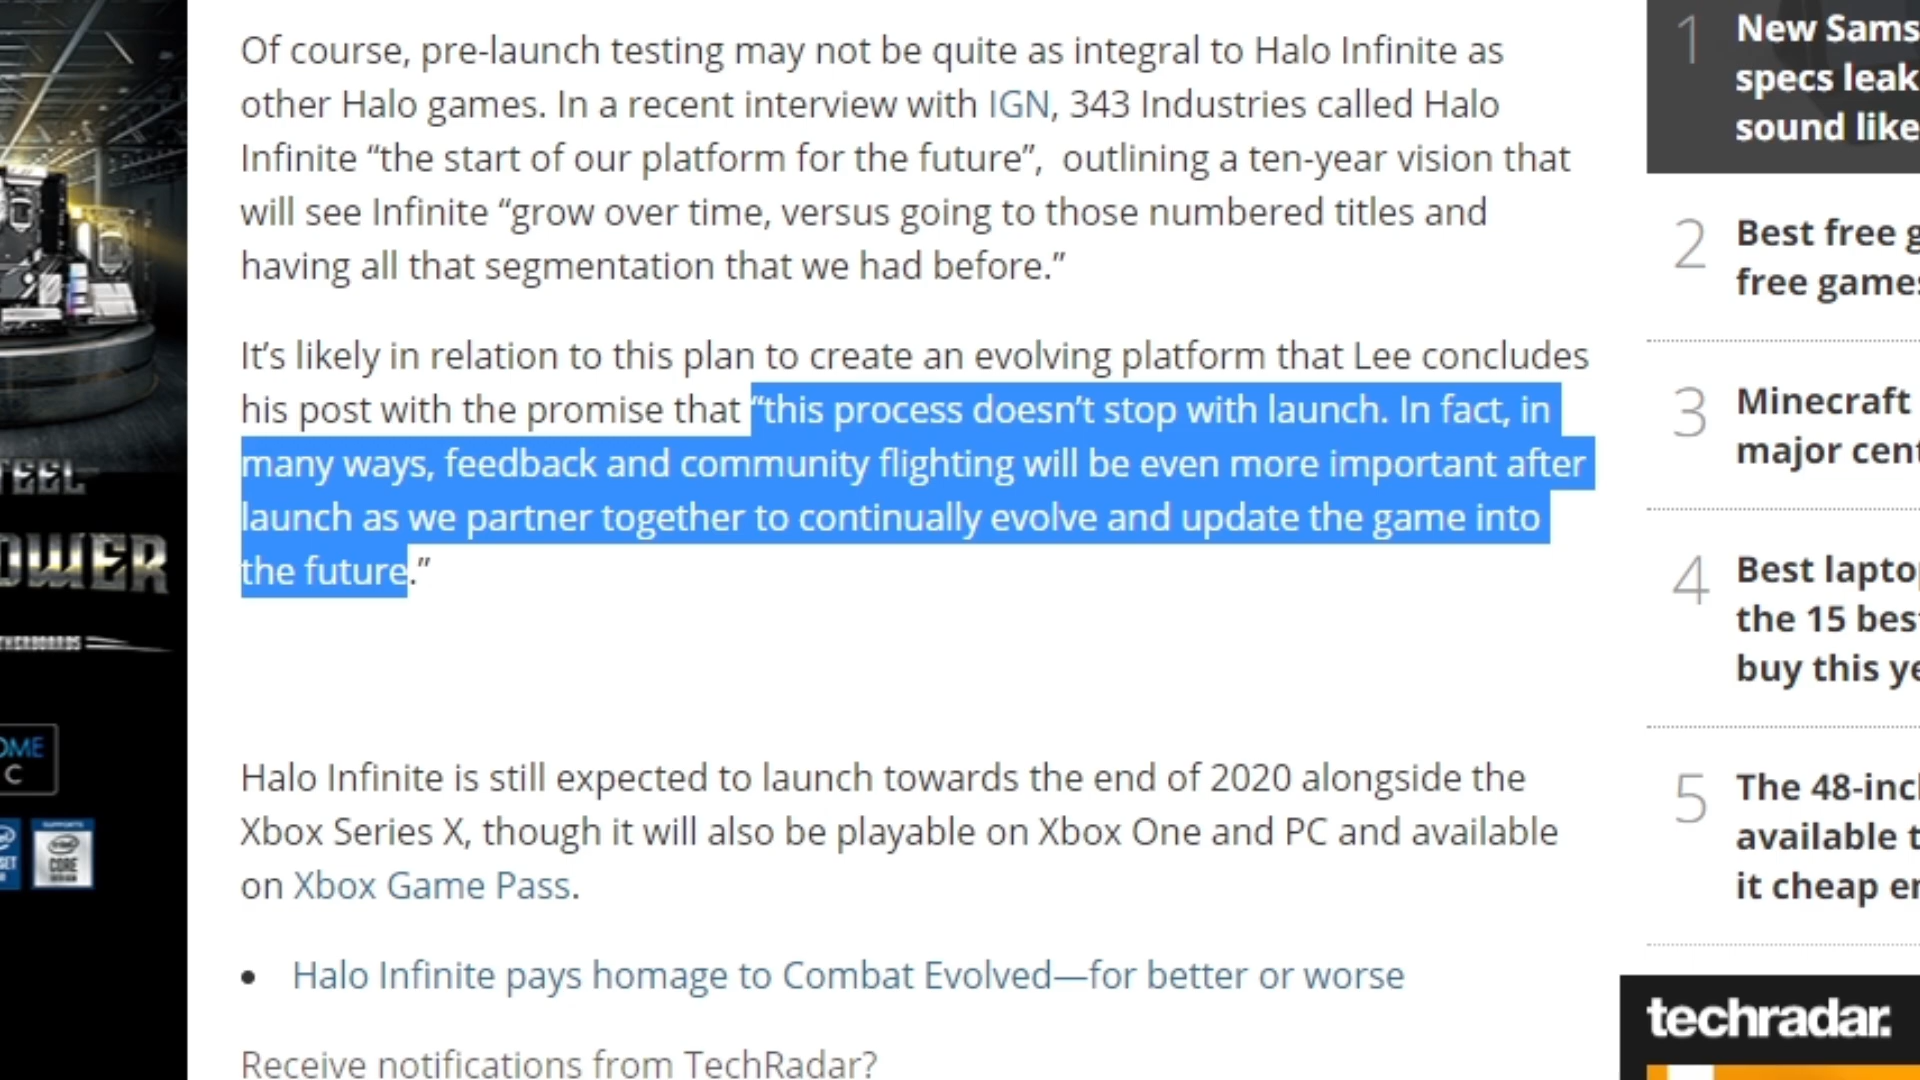 Of course, pre-launch testing may not be quite as integral to Halo Infinite as
other Halo games. In a recent interview with IGN, 343 Industries called Halo
Infinite “the start of our platform for the future”,  outlining a ten-year vision that
will see Infinite “grow over time, versus going to those numbered titles and
having all that segmentation that we had before.”
It’s likely in relation to this plan to create an evolving platform that Lee concludes
his post with the promise that “this process doesn’t stop with launch. In fact, in
many ways, feedback and community flighting will be even more important after
launch as we partner together to continually evolve and update the game into
the future.”
Halo Infinite is still expected to launch towards the end of 2020 alongside the
Xbox Series X, though it will also be playable on Xbox One and PC and available
on Xbox Game Pass.
• Halo Infinite pays homage to Combat Evolved—for better or worse
Receive notifications from TechRadar?
1 New Sams
specs leak
sound like
2 Best free g
free games
3 Minecraft
major cent
4 Best lapto
the 15 bes
buy this ye
5 The 48-incl
available t
it cheap en
techradar.
TEEL
OWER
OME
C
CORE